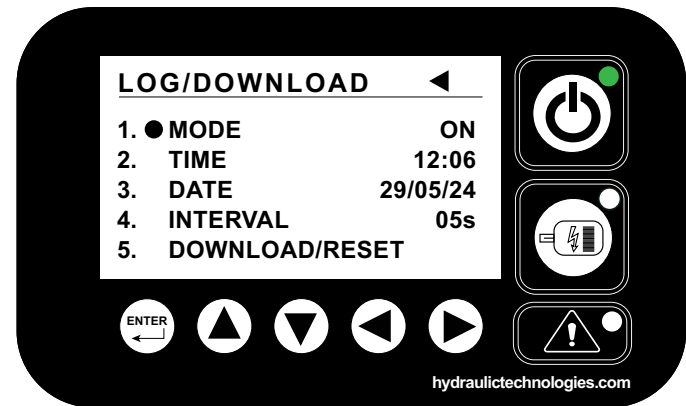 LOG/DOWNLOAD
1. MODE ON
2. TIME 12:06
3. DATE 29/05/24
4. INTERVAL 05s
5. DOWNLOAD/RESET
ENTER
hydraulictechnologies.com